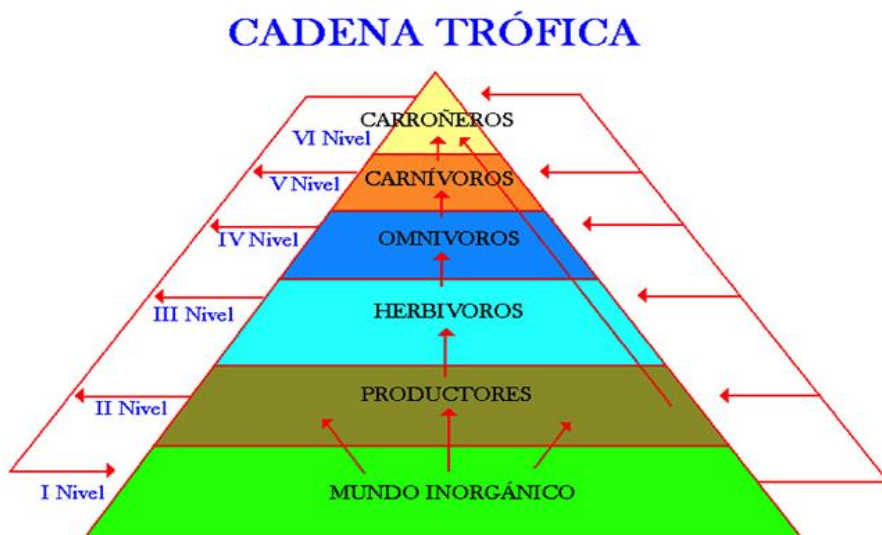 CADENA TRÓFICA
CARROÑEROS
VI Nivel
V Nivel
CARNÍVOROS
OMNIVOROS
IV Nivel
III Nivel
HERBIVOROS
PRODUCTORES
II Nivel
I Nivel
MUNDO INORGÁNICO